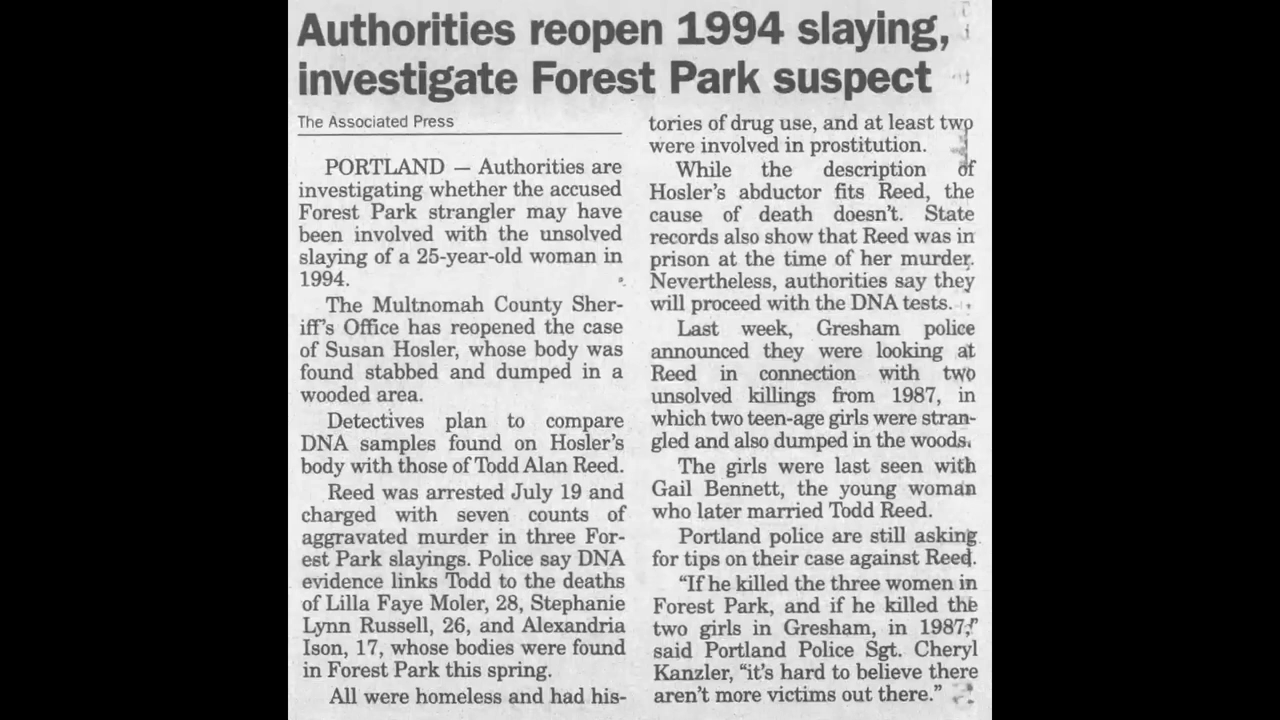 Authorities reopen 1994 slaying,
investigate Forest Park suspect
The Associated Press
PORTLAND — Authorities are
investigating whether the accused
Forest Park strangler may have
been involved with the unsolved
slaying of a 25-year-old woman in
1994.
The Multnomah County Sher-
iff's Office has reopened the case
of Susan Hosler, whose body was
found stabbed and dumped in a
wooded area.
Detectives plan to compare
DNA samples found on Hosler's
body with those of Todd Alan Reed.
Reed was arrested July 19 and
charged with seven counts of
aggravated murder in three For-
est Park slayings. Police say DNA
evidence links Todd to the deaths
of Lilla Faye Moler, 28, Stephanie
Lynn Russell, 26, and Alexandria
Ison, 17, whose bodies were found
in Forest Park this spring.
All were homeless and had his-
tories of drug use, and at least two
were involved in prostitution.
While the description of
Hosler's abductor fits Reed, the
cause of death doesn't. State
records also show that Reed was in
prison at the time of her murder.
Nevertheless, authorities say they
will proceed with the DNA tests.
Last week, Gresham police
announced they were looking at
Reed in connection with two
unsolved killings from 1987, in
which two teen-age girls were stran-
gled and also dumped in the woods.
The girls were last seen with
Gail Bennett, the young woman
who later married Todd Reed.
Portland police are still asking
for tips on their case against Reed.
"If he killed the three women in
Forest Park, and if he killed the
two girls in Gresham, in 1987,"
said Portland Police Sgt. Cheryl
Kanzler, "it's hard to believe there
aren't more victims out there."